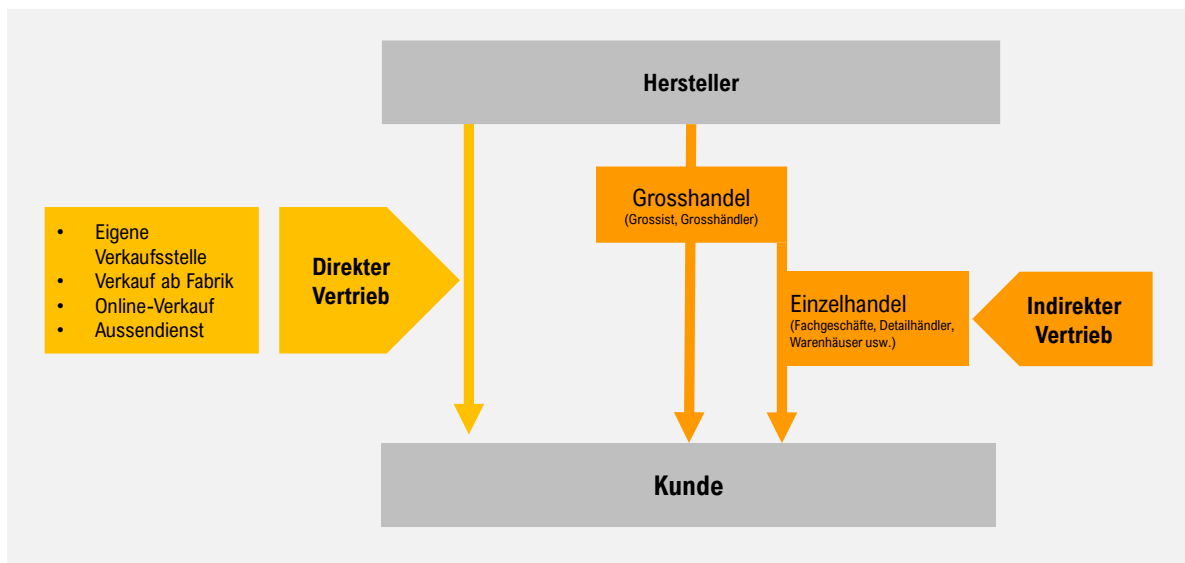 Hersteller
Grosshandel
(Grossist, Grosshändler)
• Eigene
Verkaufsstelle
• Verkauf ab Fabrik
• Online-Verkauf
• Aussendienst
Direkter
Vertrieb
Einzelhandel
(Fachgeschäfte, Detailhändler,
Warenhäuser usw.)
Indirekter
Vertrieb
Kunde